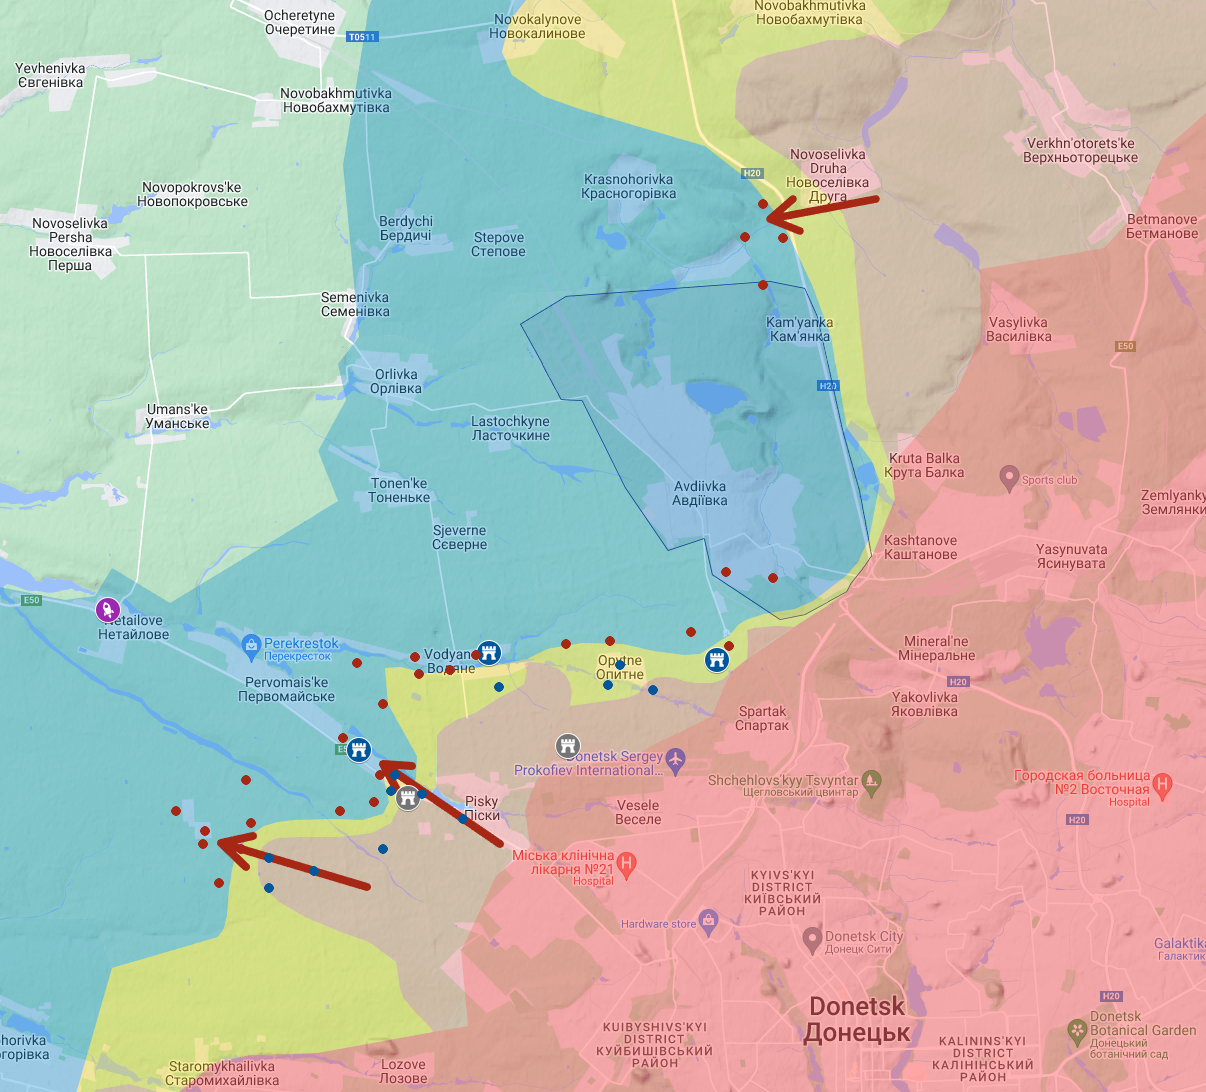 Ocheretyne
Очеретине
T0511
Novokalynove
Новокалинове
Novobakhmutivka
Новобахмутівка
Yevhenivka
Євгенівка
Novobakhmutivka
Новобахмутівка
Verkhn'otorets'ke
Верхньоторецьке
Novoselivka
Druha
Новоселівка
Друга
H20
Krasnohorivka
Красногорівка
Novopokrovs'ke
Новопокровське
Novoselivka
Persha
Новоселівка
Перша
Berdychi
Бердичі
Stepove
Степове
Betmanove
Бетманове
Semenivka
Семенівка
Kam'yanka
Кам'янка
Vasylivka
Василівка
E50
Orlivka
Орлівка
H20
Umans'ke
Уманське
Lastochkyne
Ласточкине
Kruta Balka
Крута Балка
Sports club
Tonen'ke
Тоненьке
Avdiivka
Авдіївка
Zemlyanky
Землянки
Sjeverne
Сєверне
Kashtanove
Каштанове
Yasynuvata
Ясинувата
E50
Netailove
Нетайлове
Perekrestok
Перекресток
Vodyane
Водяне
Opytne
Опитне
Mineral'ne
Мінеральне
H20
Pervomais'ke
Первомайське
Yakovlivka
Яковлівка
Spartak
Спартак
E50
Donetsk Sergey
Prokofiev International...
Shchehlovs'kyy Tsvyntar
Щегловський цвинтар
Городская больница
№2 Восточная
Hospital
Pisky
Піски
Vesele
Веселе
H20
Міська клінічна
лікарня №21
Hospital
KYIVS'KYI
DISTRICT
КИЇВСЬКИЙ
РАЙОН
Hardware store
Donetsk City
Донецк Сити
Galaktika
Галактик
H20
Donetsk
Донецьк
Donetsk
Botanical Garden
Донецький
ботанічний сад
KUIBYSHIVS'KYI
DISTRICT
КУЙБИШІВСЬКИЙ
РАЙОН
KALININS'KYI
DISTRICT
КАЛІНІНСЬКИЙ
РАЙОН
horivka
горівка
Staromykhailivka
Старомихайлівка
Lozove
Лозове